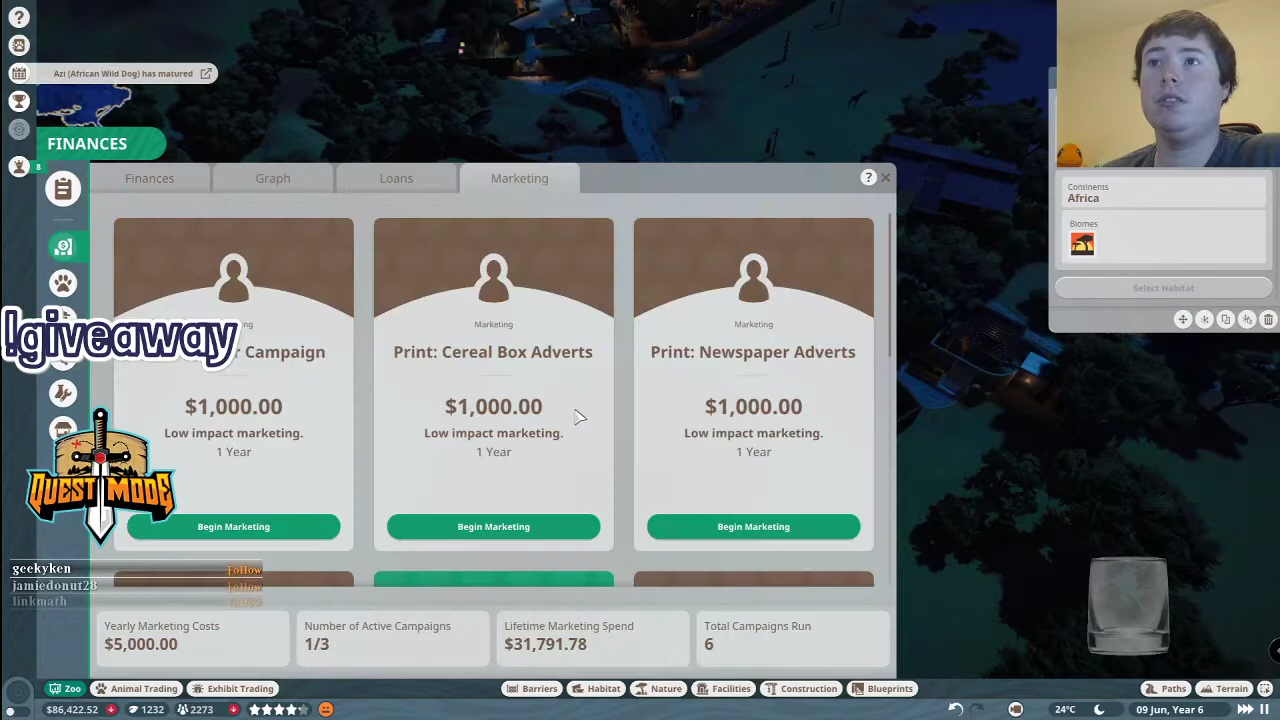 Azi (African Wild Dog) has matured
FINANCES
8
Finances
Graph
Loans
Marketing
?
Continents
Africa
Biomes
Select Habitat
Marketing
Marketing
Campaign
Print: Cereal Box Adverts
Print: Newspaper Adverts
$1,000.00
$1,000.00
$1,000.00
Low impact marketing.
Low impact marketing.
Low impact marketing.
1 Year
1 Year
1 Year
Begin Marketing
Begin Marketing
Begin Marketing
!giveaway
QUEST MODE
geekyken follow
jamiedonut28 follow
linkmath follow
Yearly Marketing Costs
$5,000.00
Number of Active Campaigns
1/3
Lifetime Marketing Spend
$31,791.78
Total Campaigns Run
6
Zoo
Animal Trading
Exhibit Trading
Barriers
Habitat
Nature
Facilities
Construction
Blueprints
Paths
Terrain
$86,422.52
1232
2273
24°C
09 Jun, Year 6